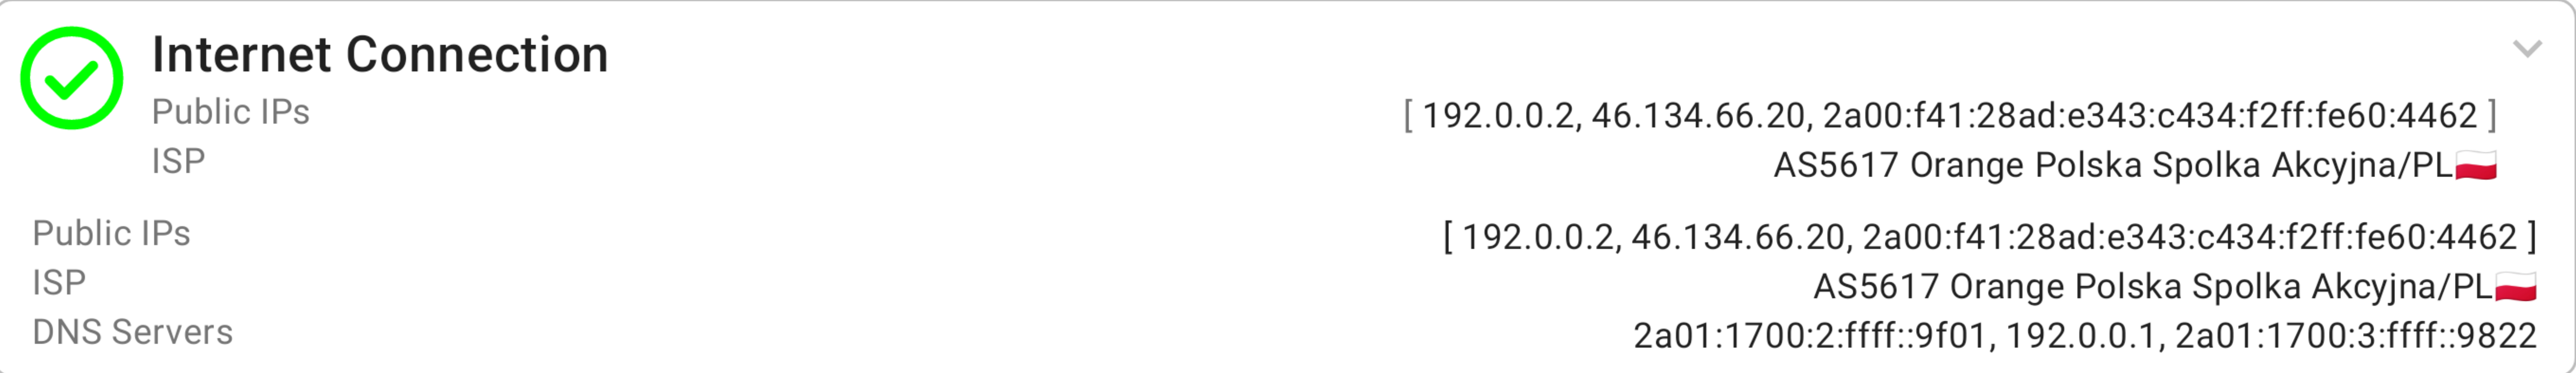 Internet Connection
Public IPs [ 192.0.0.2, 46.134.66.20, 2a00:f41:28ad:e343:c434:f2ff:fe60:4462 ]
ISP AS5617 Orange Polska Spolka Akcyjna/PL🇵🇱
Public IPs [ 192.0.0.2, 46.134.66.20, 2a00:f41:28ad:e343:c434:f2ff:fe60:4462 ]
ISP AS5617 Orange Polska Spolka Akcyjna/PL🇵🇱
DNS Servers 2a01:1700:2:ffff::9f01, 192.0.0.1, 2a01:1700:3:ffff::9822